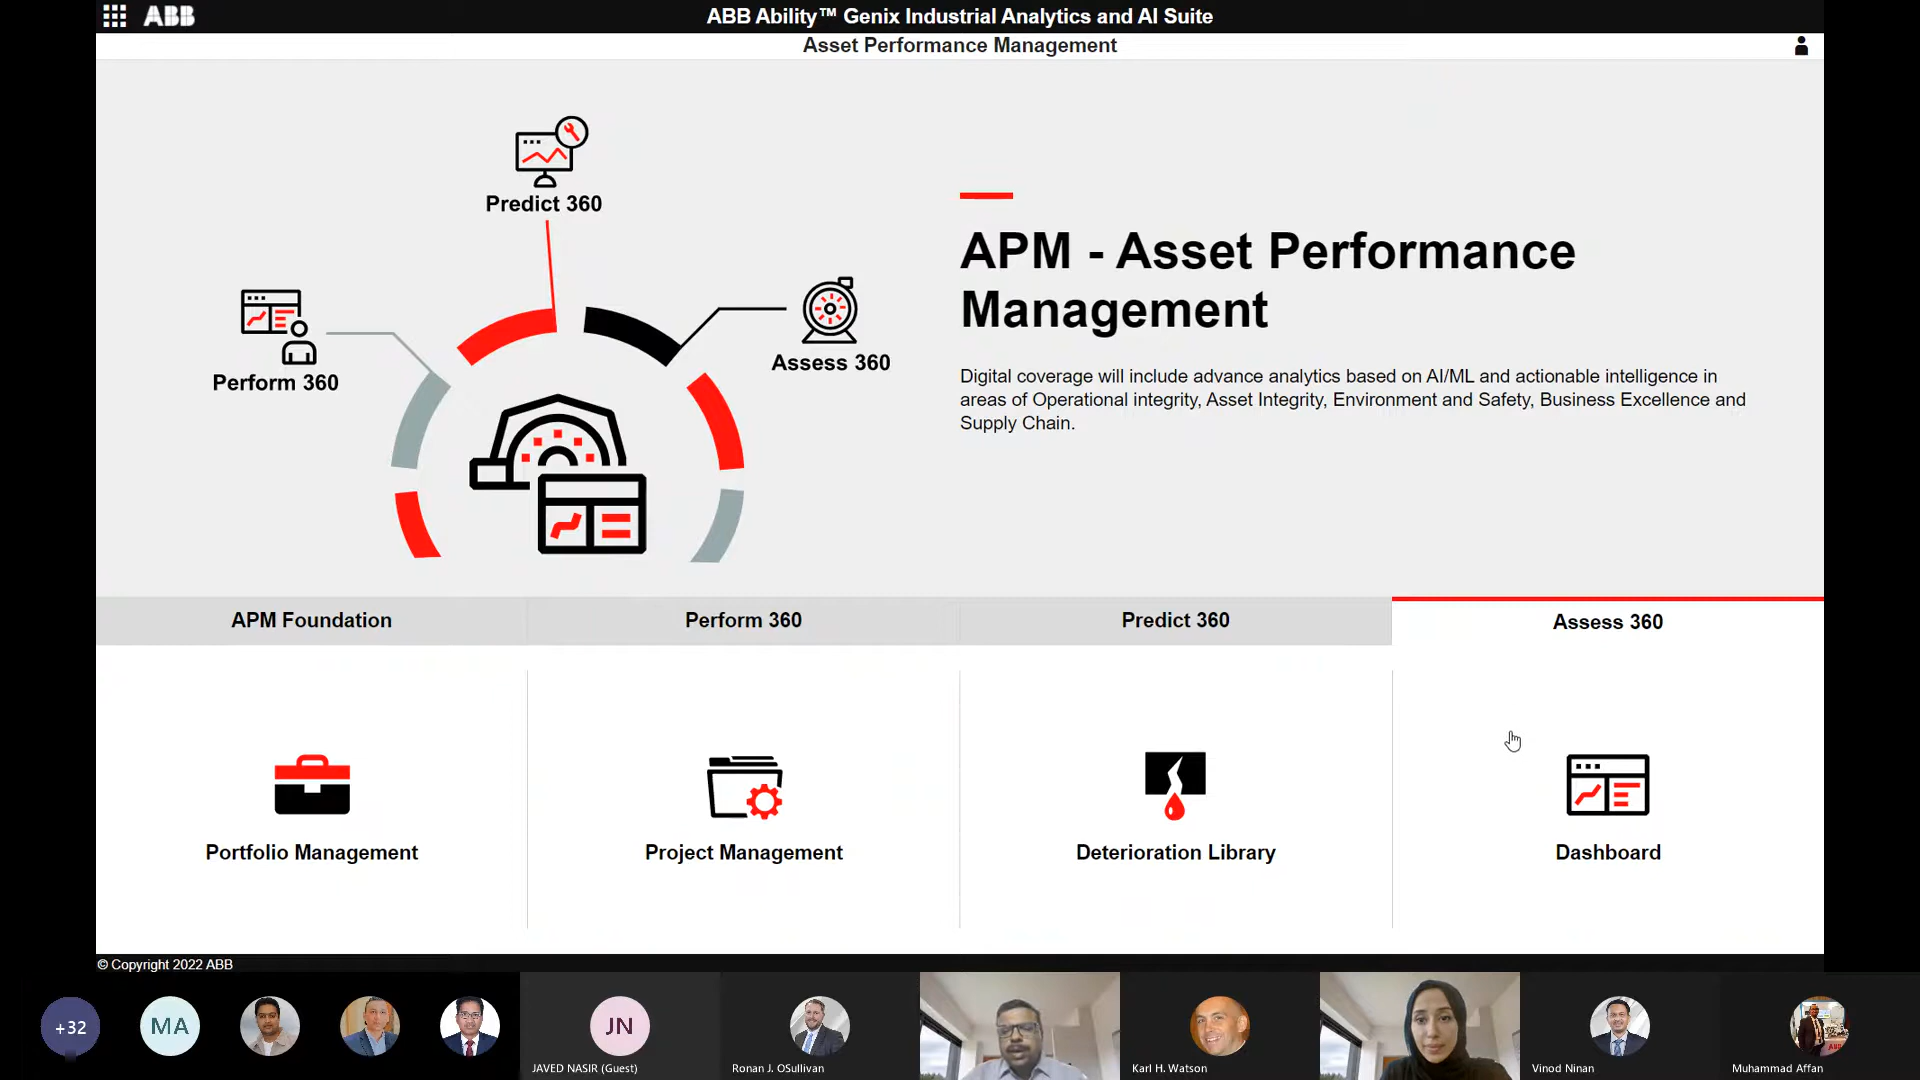 ABB
ABB Ability™ Genix Industrial Analytics and AI Suite
Asset Performance Management
Predict 360
Perform 360
Assess 360
APM - Asset Performance
Management
Digital coverage will include advance analytics based on AI/ML and actionable intelligence in
areas of Operational integrity, Asset Integrity, Environment and Safety, Business Excellence and
Supply Chain.
APM Foundation
Perform 360
Predict 360
Assess 360
Portfolio Management
Project Management
Deterioration Library
Dashboard
© Copyright 2022 ABB
+32
MA
JN
JAVED NASIR (Guest)
Ronan J. OSullivan
Karl H. Watson
Vinod Ninan
Muhammad Affan